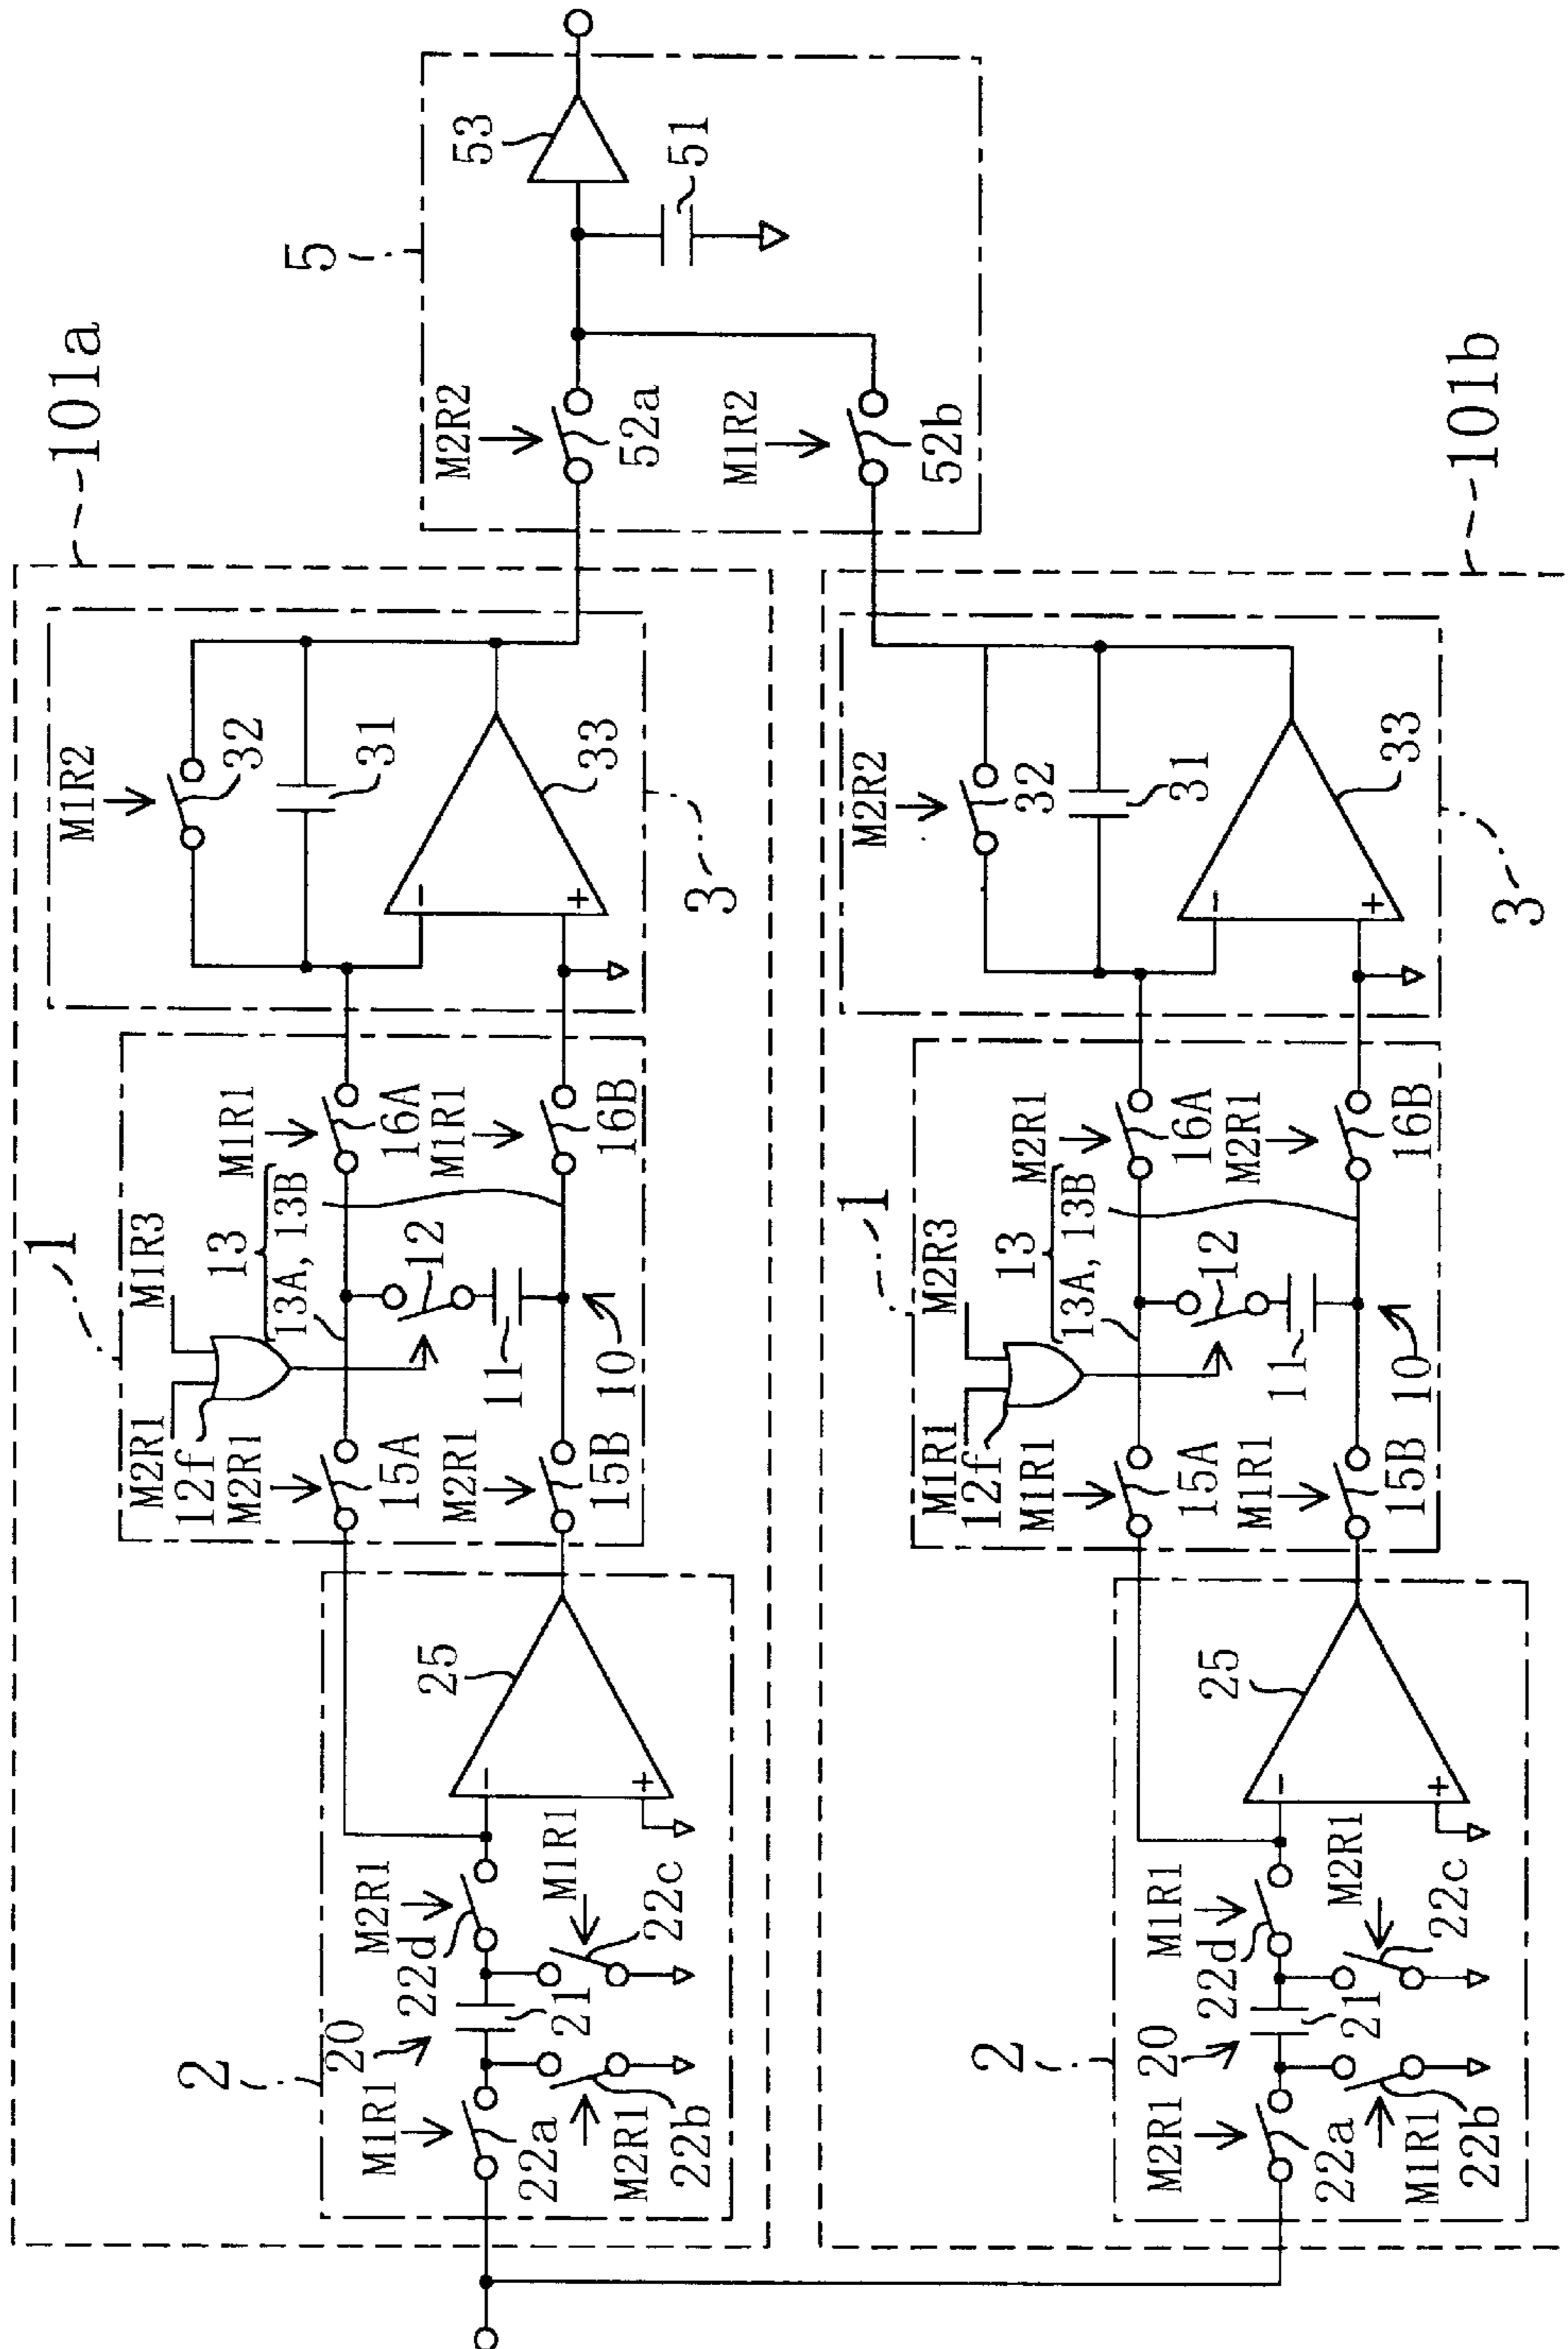 101a
2
20
M1R1
22a
M2R1
22b
21
22d
M2R1
M1R1
22c
25
1
M2R1
M1R3
12f
M2R1
15A
M2R1
15B
13
13A, 13B
12
11
10
M1R1
16A
M1R1
16B
M1R2
32
31
33
3
5
M2R2
52a
M1R2
52b
53
51
101b
2
20
M2R1
22a
M1R1
22b
21
22d
M1R1
M2R1
22c
25
1
M1R1
M2R3
12f
M1R1
15A
M1R1
15B
13
13A, 13B
12
11
10
M2R1
16A
M2R1
16B
M2R2
32
31
33
3